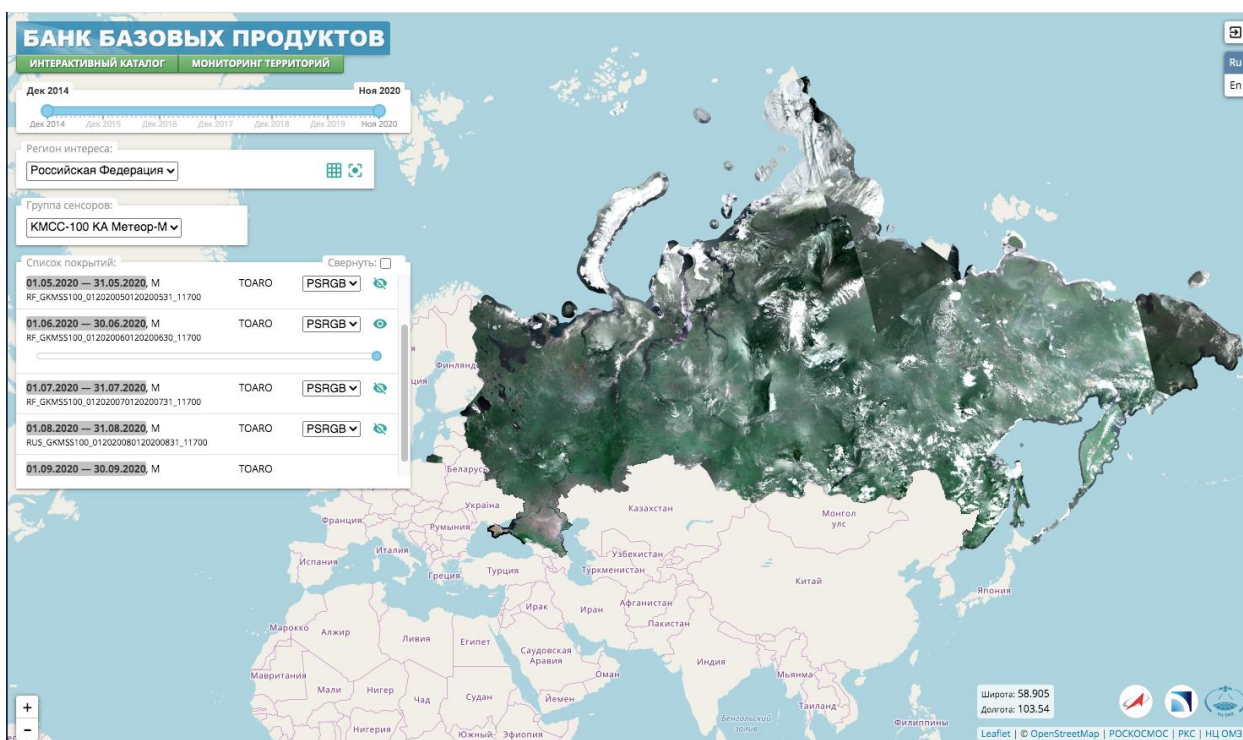 БАНК БАЗОВЫХ ПРОДУКТОВ
ИНТЕРАКТИВНЫЙ КАТАЛОГ МОНИТОРИНГ ТЕРРИТОРИЙ
Дек 2014 Ноя 2020
Дек 2014 Дек 2015 Дек 2016 Дек 2017 Дек 2018 Дек 2019 Ноя 2020
Регион интереса:
Российская Федерация
Группа сенсоров:
КМСС-100 КА Метеор-М
Список покрытий: Свернуть:
01.05.2020 — 31.05.2020, M TOARO PSRGB
RF_GKMSS100_012020050120200531_11700
01.06.2020 — 30.06.2020, M TOARO PSRGB
RF_GKMSS100_012020060120200630_11700
01.07.2020 — 31.07.2020, M TOARO PSRGB
RF_GKMSS100_012020070120200731_11700
01.08.2020 — 31.08.2020, M TOARO PSRGB
RUS_GKMSS100_012020080120200831_11700
01.09.2020 — 30.09.2020, M TOARO
Ru
En
Финлянд
ция
Беларусь
Україна
Казахстан
Монгол
улс
Франция
Румыния
Италия
Узбекистан
Испания
Греция
Турция
Туркменистан
Китай
Япония
Ирак
Иран
Афганистан
Пакистан
Марокко
Алжир
Ливия
Египет
Саудовская
Аравия
Индия
Оман
Мьянма
Мавритания
Мали
Нигер
Чад
Судан
Йемен
Таиланд
Бенгальский
залив
Филиппины
Нигерия
Южный
Эфиопия
+
−
Широта: 58.905
Долгота: 103.54
Leaflet | © OpenStreetMap | РОСКОСМОС | РКС | НЦ ОМЗ